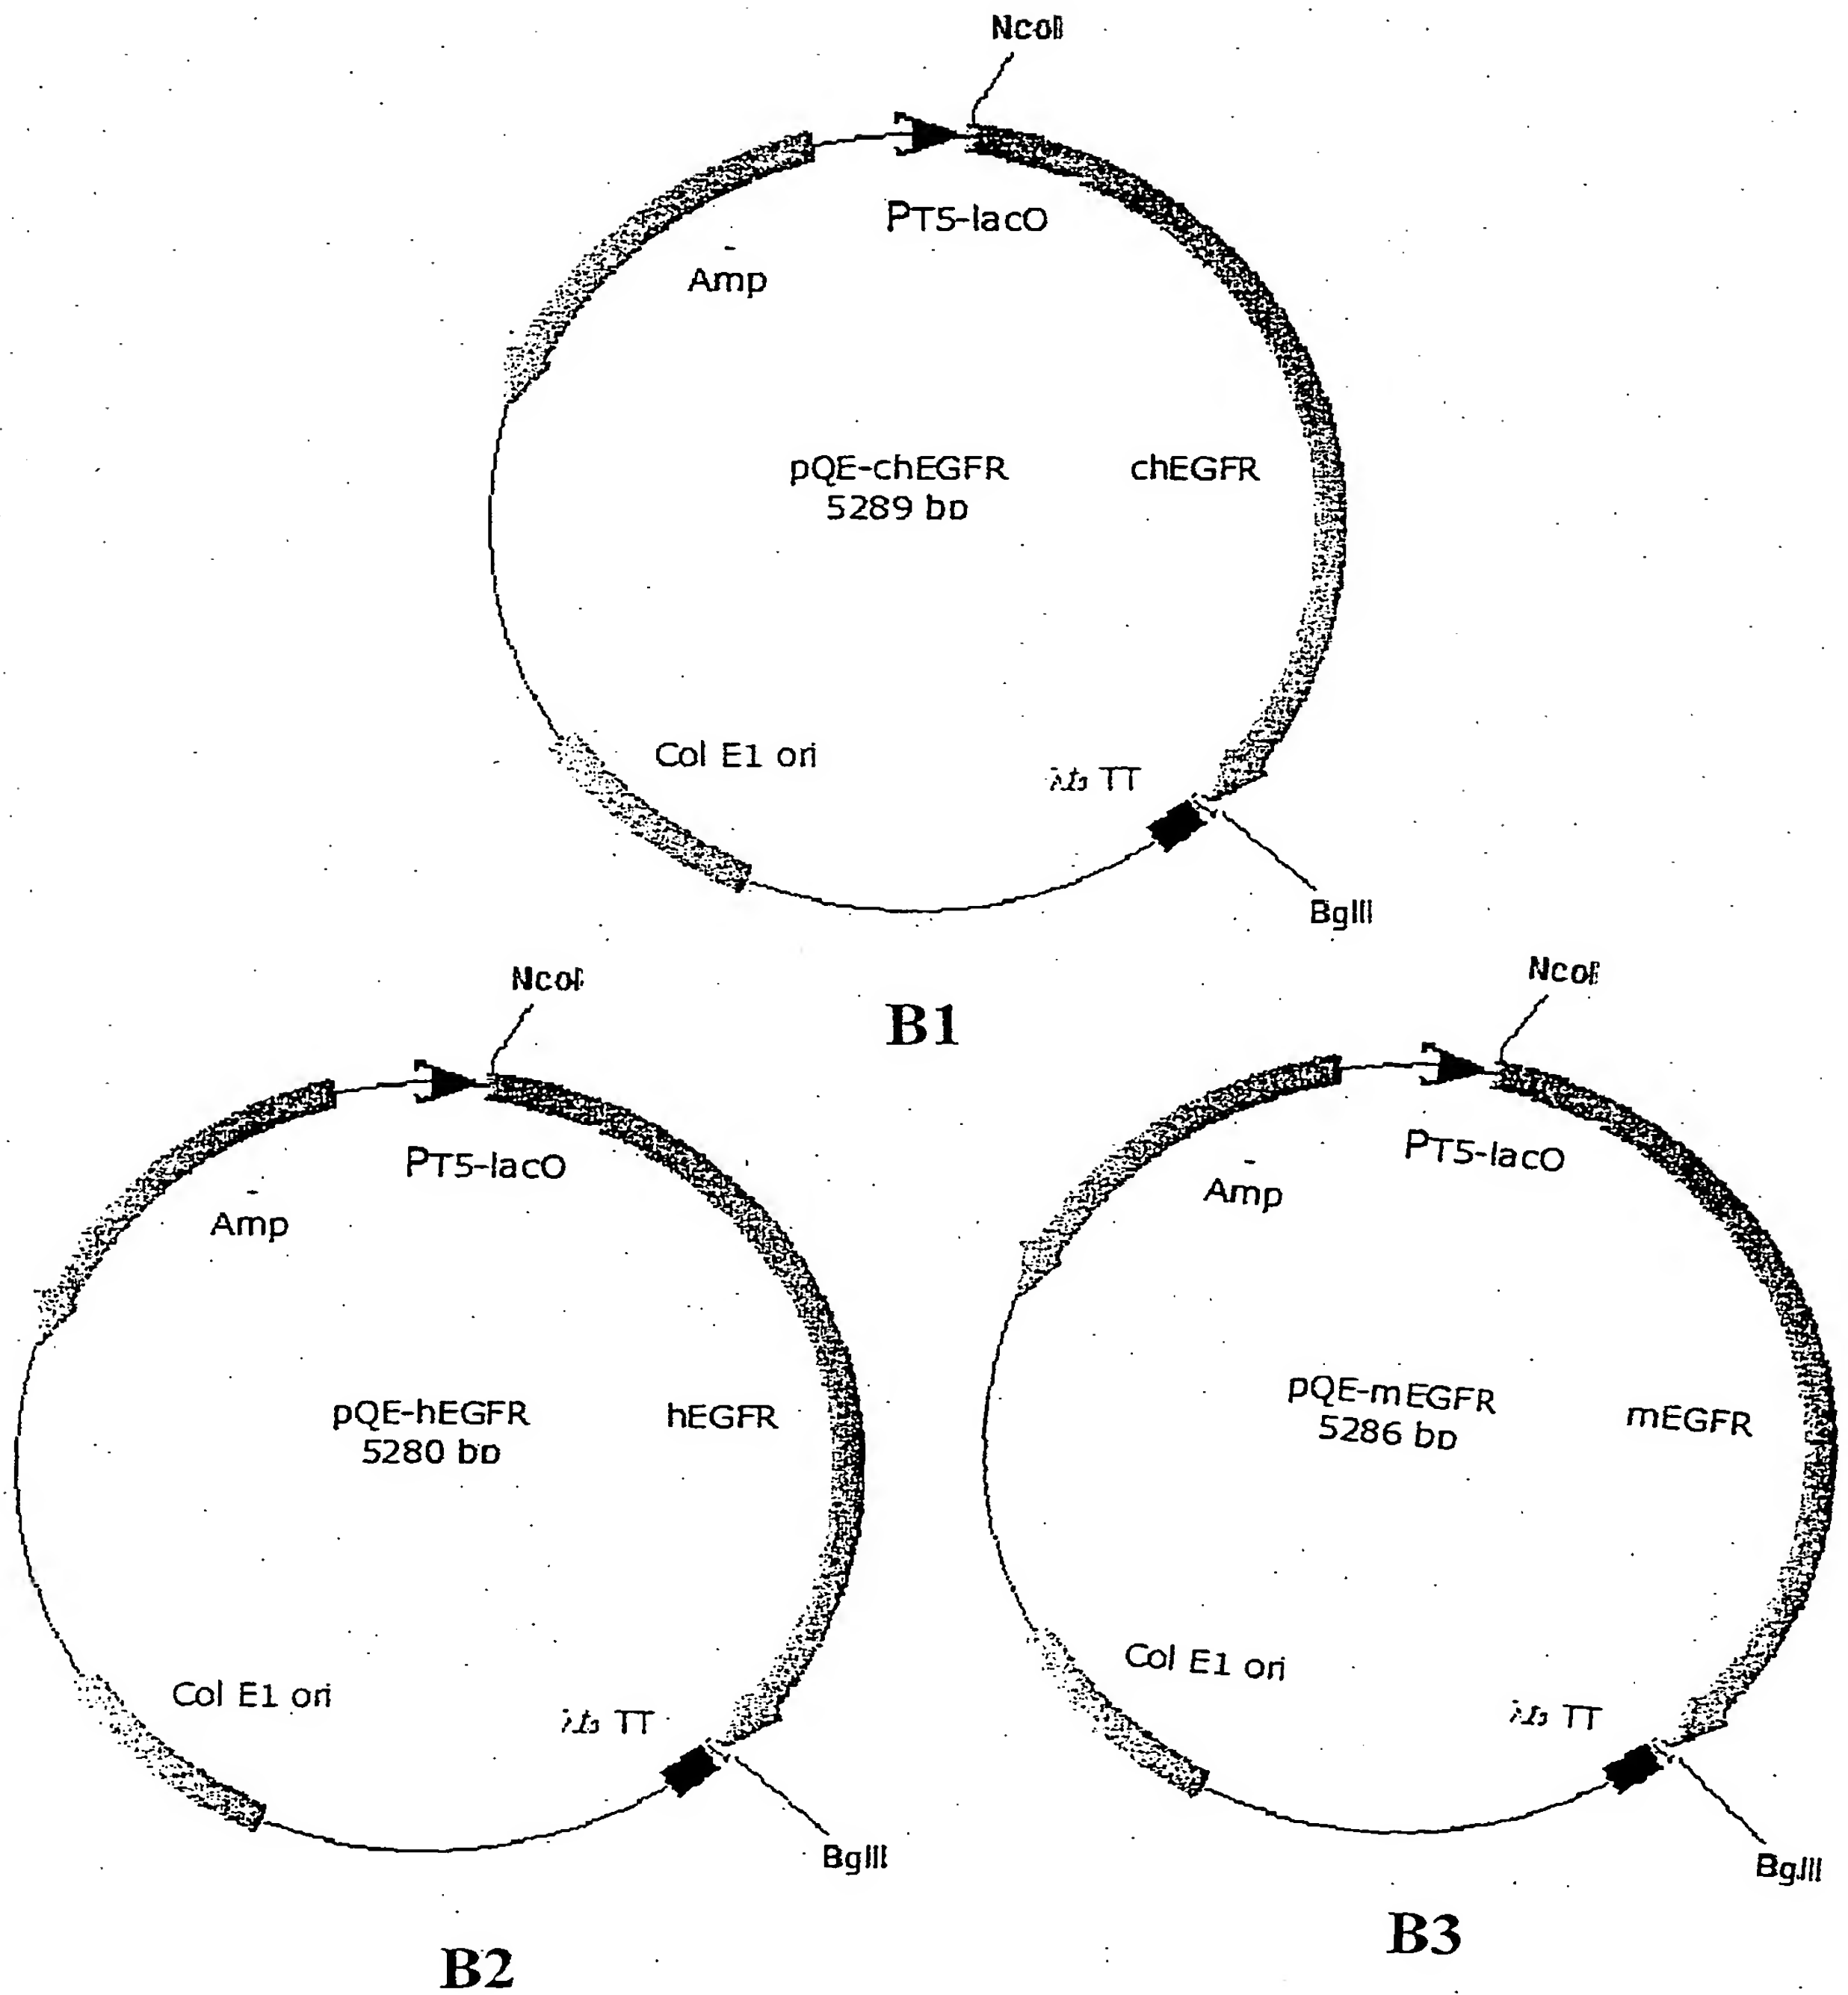 NcoI
PT5-lacO
Amp
pQE-chEGFR
5289 bp
chEGFR
Col E1 ori
TT
BglII
B1
NcoI
PT5-lacO
Amp
pQE-hEGFR
5280 bp
hEGFR
Col E1 ori
TT
BglII
B2
NcoI
PT5-lacO
Amp
pQE-mEGFR
5286 bp
mEGFR
Col E1 ori
TT
BglII
B3